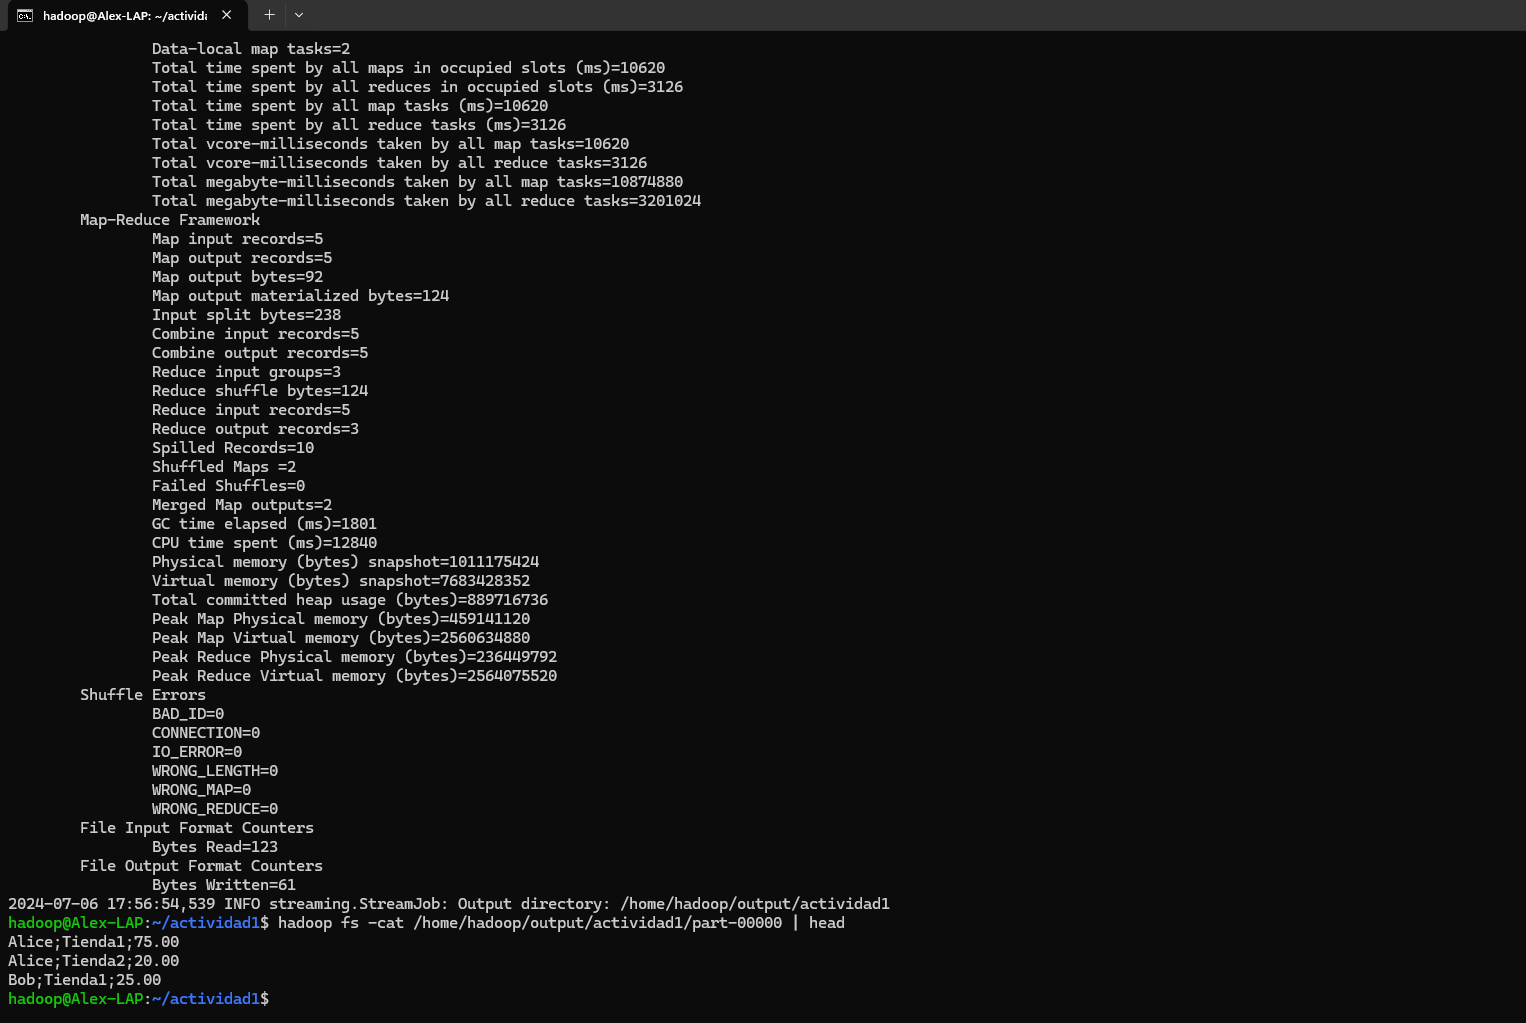 hadoop@Alex-LAP: ~/activida
Data-local map tasks=2
Total time spent by all maps in occupied slots (ms)=10620
Total time spent by all reduces in occupied slots (ms)=3126
Total time spent by all map tasks (ms)=10620
Total time spent by all reduce tasks (ms)=3126
Total vcore-milliseconds taken by all map tasks=10620
Total vcore-milliseconds taken by all reduce tasks=3126
Total megabyte-milliseconds taken by all map tasks=10874880
Total megabyte-milliseconds taken by all reduce tasks=3201024
Map-Reduce Framework
Map input records=5
Map output records=5
Map output bytes=92
Map output materialized bytes=124
Input split bytes=238
Combine input records=5
Combine output records=5
Reduce input groups=3
Reduce shuffle bytes=124
Reduce input records=5
Reduce output records=3
Spilled Records=10
Shuffled Maps =2
Failed Shuffles=0
Merged Map outputs=2
GC time elapsed (ms)=1801
CPU time spent (ms)=12840
Physical memory (bytes) snapshot=1011175424
Virtual memory (bytes) snapshot=7683428352
Total committed heap usage (bytes)=889716736
Peak Map Physical memory (bytes)=459141120
Peak Map Virtual memory (bytes)=2560634880
Peak Reduce Physical memory (bytes)=236449792
Peak Reduce Virtual memory (bytes)=2564075520
Shuffle Errors
BAD_ID=0
CONNECTION=0
IO_ERROR=0
WRONG_LENGTH=0
WRONG_MAP=0
WRONG_REDUCE=0
File Input Format Counters
Bytes Read=123
File Output Format Counters
Bytes Written=61
2024-07-06 17:56:54,539 INFO streaming.StreamJob: Output directory: /home/hadoop/output/actividad1
hadoop@Alex-LAP:~/actividad1$ hadoop fs -cat /home/hadoop/output/actividad1/part-00000 | head
Alice;Tienda1;75.00
Alice;Tienda2;20.00
Bob;Tienda1;25.00
hadoop@Alex-LAP:~/actividad1$